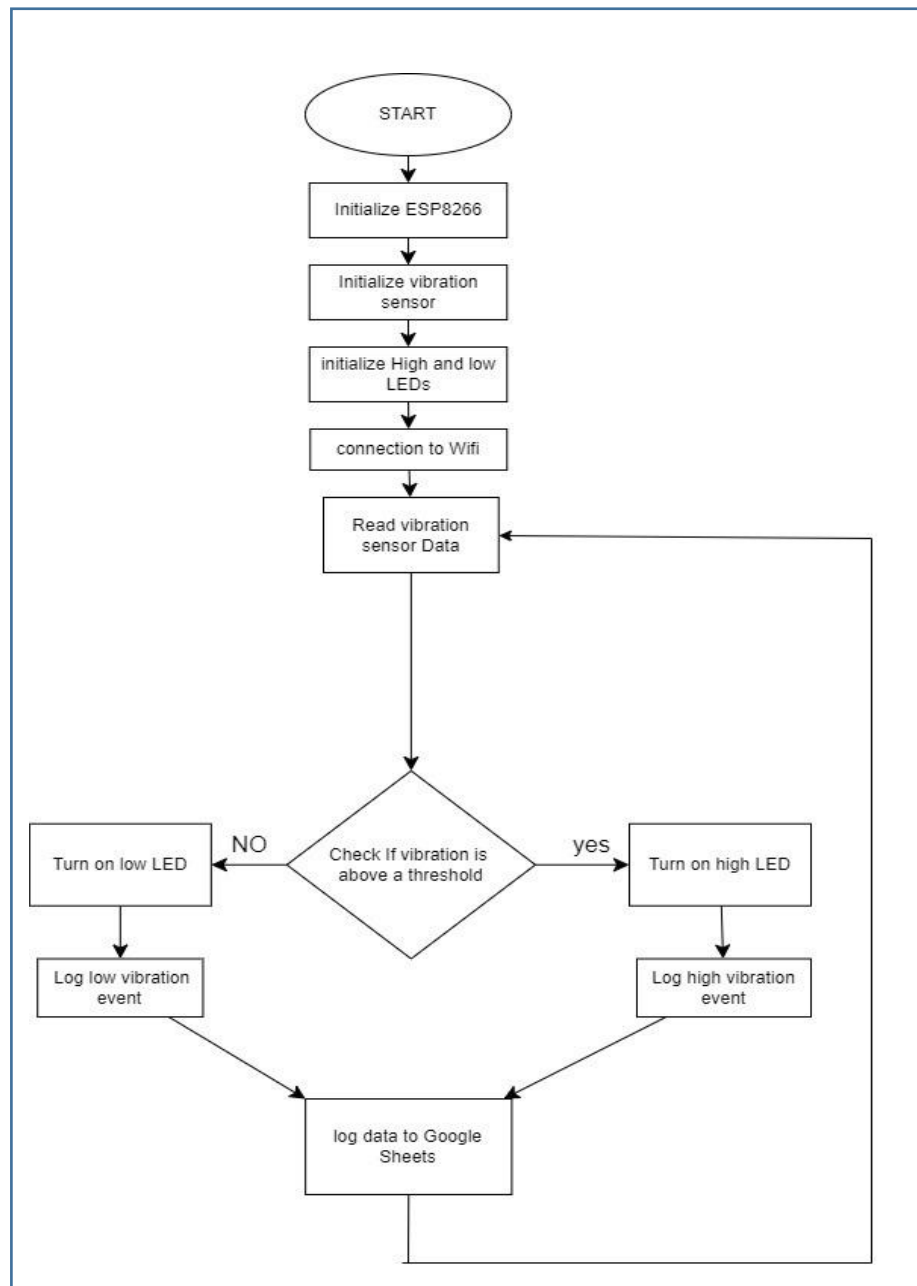 START
Initialize ESP8266
Initialize vibration
sensor
initialize High and low
LEDs
connection to Wifi
Read vibration
sensor Data
Check If vibration is
above a threshold
NO
yes
Turn on low LED
Turn on high LED
Log low vibration
event
Log high vibration
event
log data to Google
Sheets